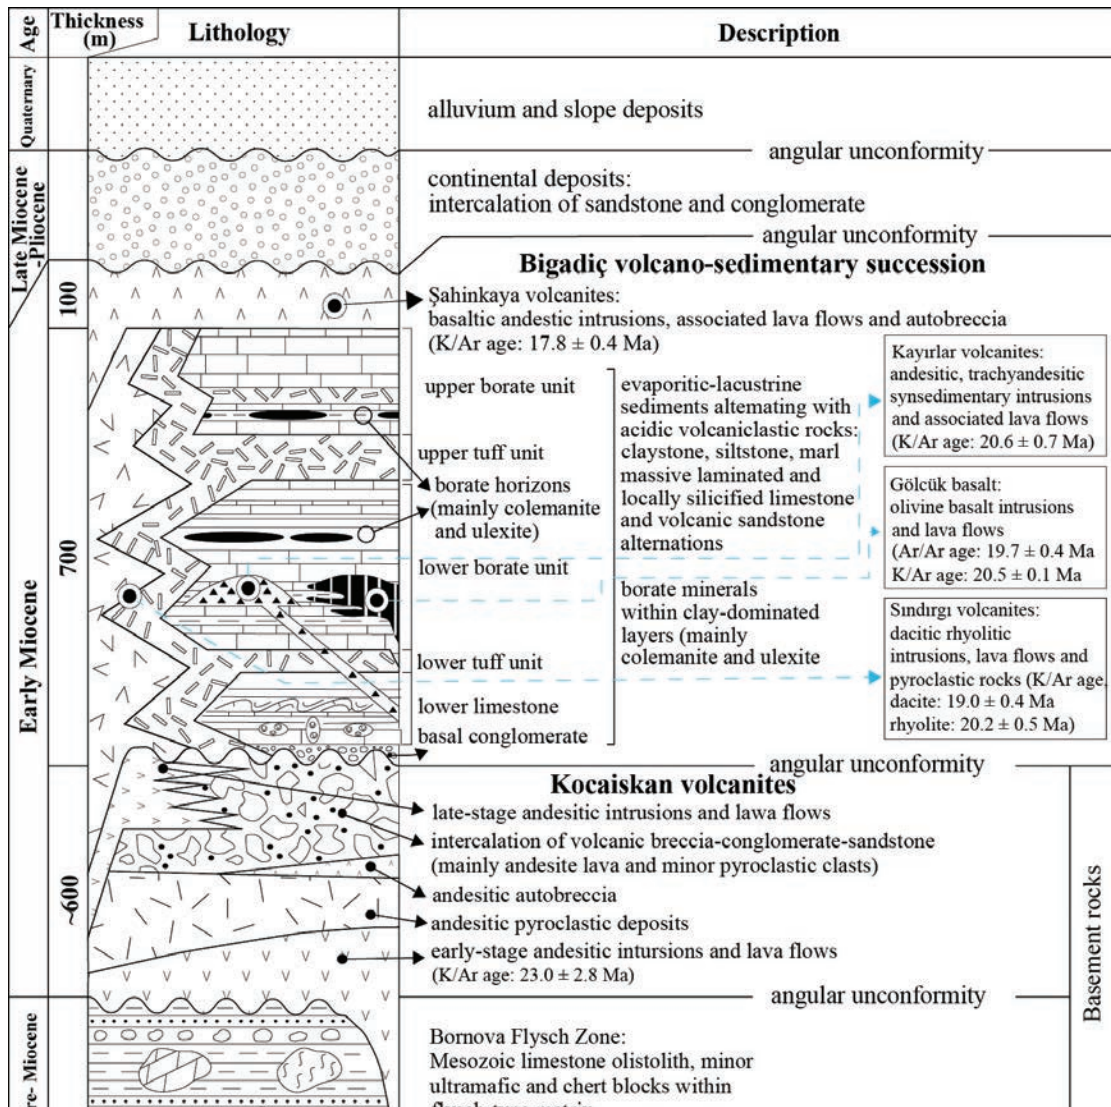 Age
Thickness
(m)
Lithology
Description
Quaternary
alluvium and slope deposits
angular unconformity
Late Miocene
-Pliocene
continental deposits:
intercalation of sandstone and conglomerate
angular unconformity
Bigadiç volcano-sedimentary succession
100
Şahinkaya volcanites:
basaltic andestic intrusions, associated lava flows and autobreccia
(K/Ar age: 17.8 ± 0.4 Ma)
Early Miocene
700
upper borate unit
upper tuff unit
borate horizons
(mainly colemanite
and ulexite)
lower borate unit
lower tuff unit
lower limestone
basal conglomerate
evaporitic-lacustrine
sediments altemating with
acidic volcaniclastic rocks:
claystone, siltstone, marl
massive laminated and
locally silicified limestone
and volcanic sandstone
alternations
borate minerals
within clay-dominated
layers (mainly
colemanite and ulexite
Kayırlar volcanites:
andesitic, trachyandesitic
synsedimentary intrusions
and associated lava flows
(K/Ar age: 20.6 ± 0.7 Ma)
Gölcük basalt:
olivine basalt intrusions
and lava flows
(Ar/Ar age: 19.7 ± 0.4 Ma
K/Ar age: 20.5 ± 0.1 Ma
Sındırgı volcanites:
dacitic rhyolitic
intrusions, lava flows and
pyroclastic rocks (K/Ar age,
dacite: 19.0 ± 0.4 Ma
rhyolite: 20.2 ± 0.5 Ma)
angular unconformity
Kocaiskan volcanites
~600
late-stage andesitic intrusions and lawa flows
intercalation of volcanic breccia-conglomerate-sandstone
(mainly andesite lava and minor pyroclastic clasts)
andesitic autobreccia
andesitic pyroclastic deposits
early-stage andesitic intursions and lava flows
(K/Ar age: 23.0 ± 2.8 Ma)
angular unconformity
Basement rocks
re- Miocene
Bornova Flysch Zone:
Mesozoic limestone olistolith, minor
ultramafic and chert blocks within